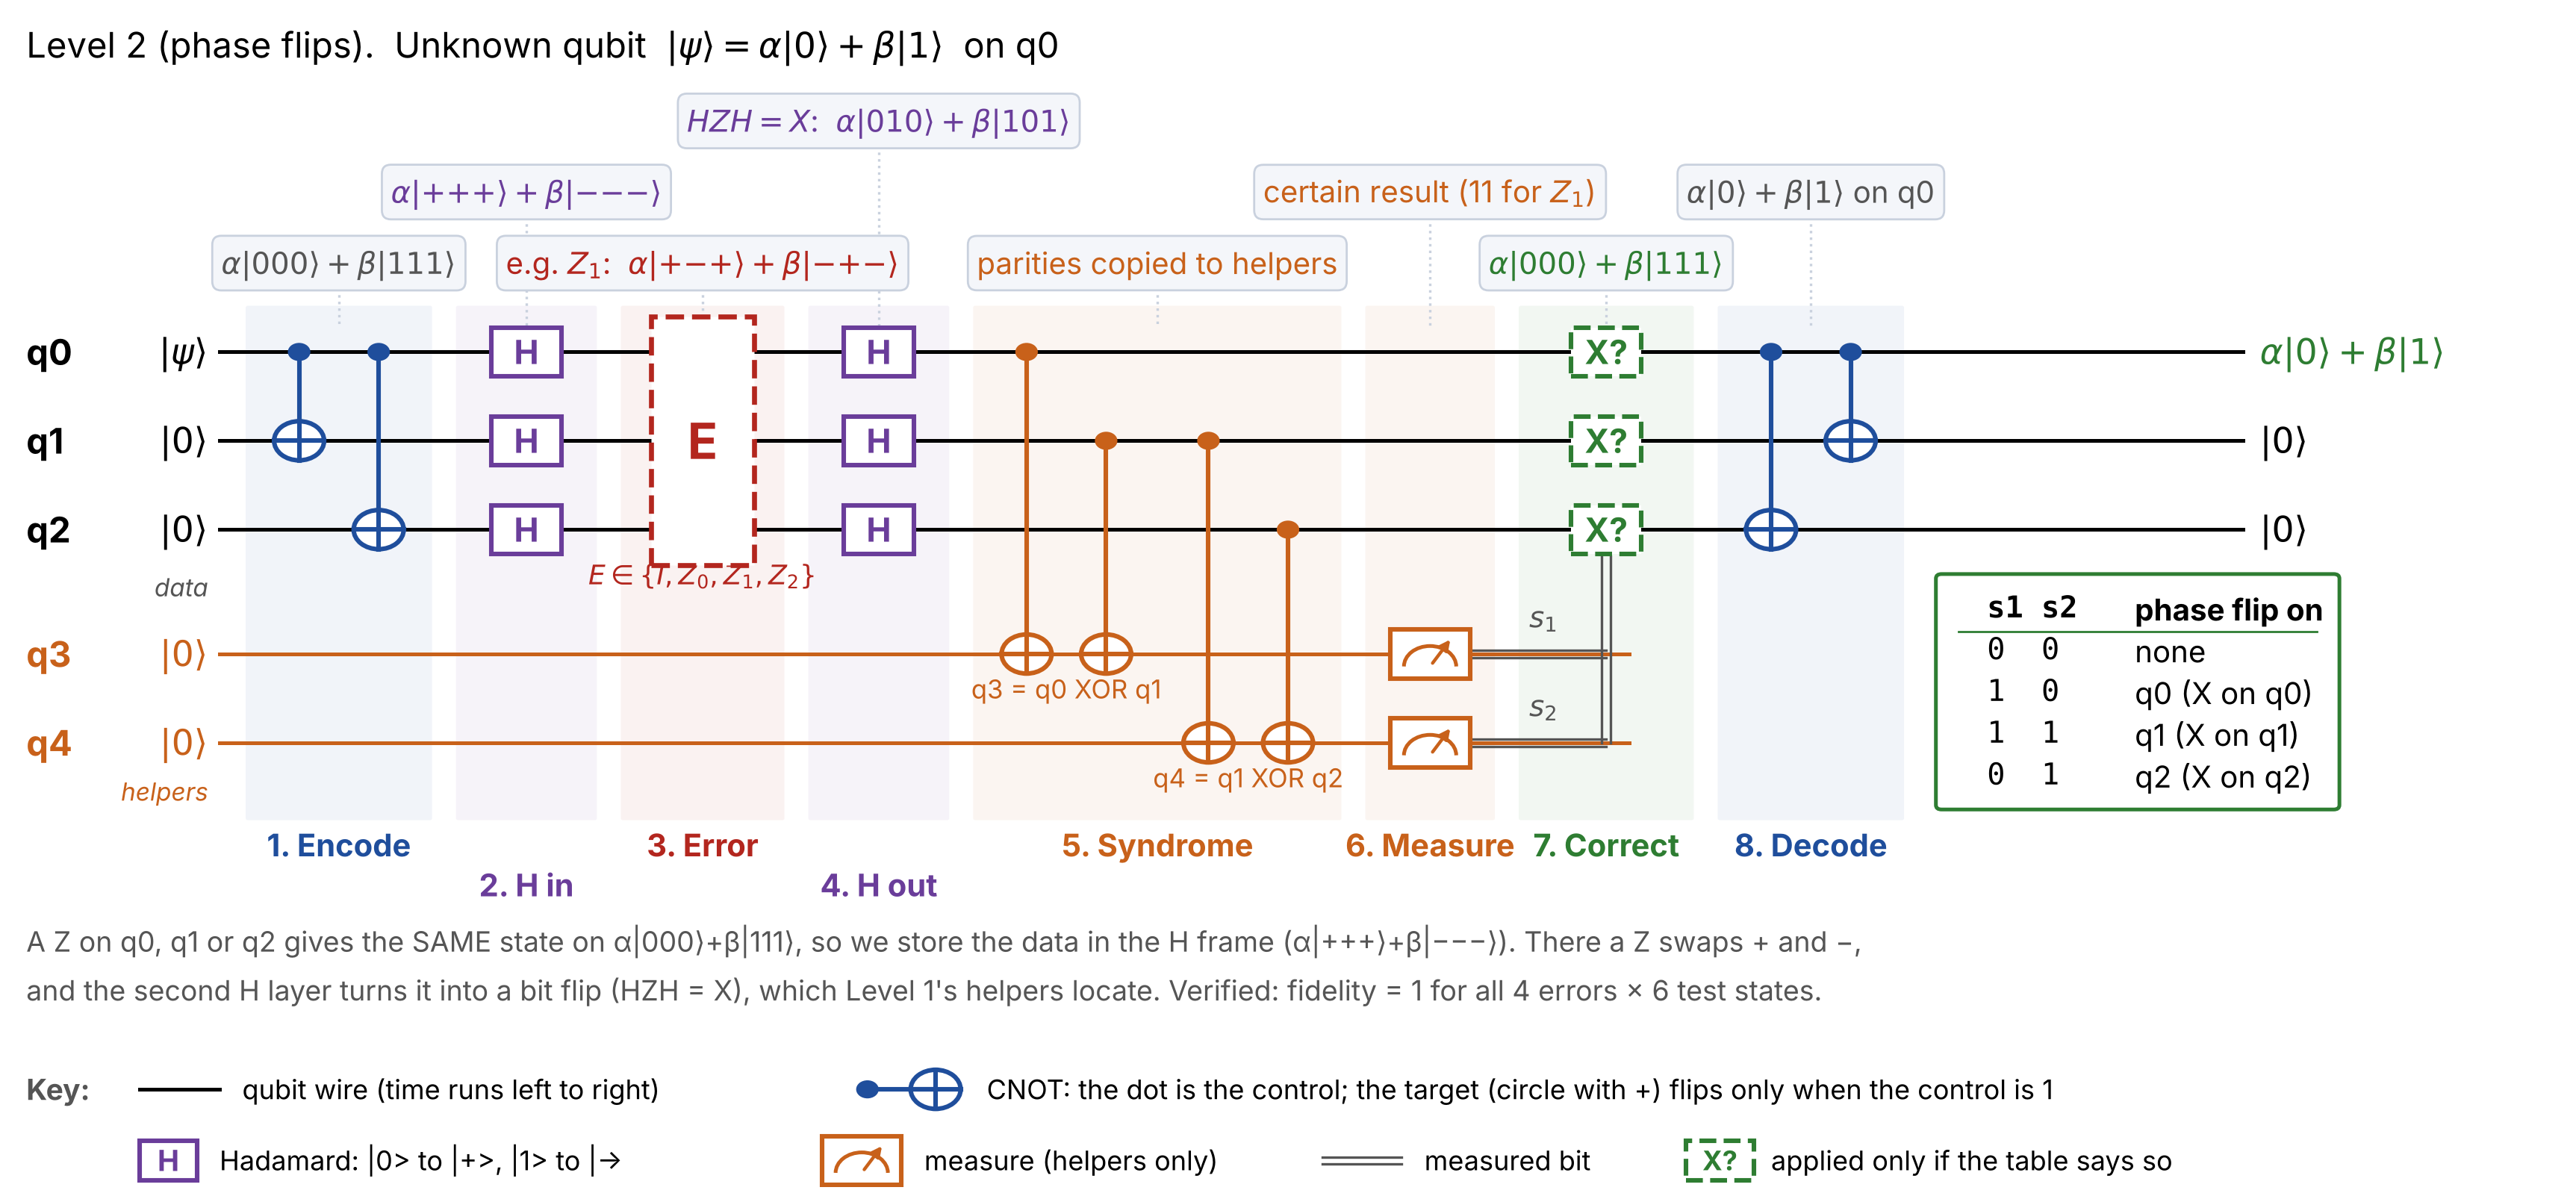 Level 2 (phase flips).  Unknown qubit  |ψ⟩ = α|0⟩ + β|1⟩  on q0
HZH = X:  α|010⟩ + β|101⟩
α|+++⟩ + β|−−−⟩
certain result (11 for Z₁)
α|0⟩ + β|1⟩ on q0
α|000⟩ + β|111⟩
e.g. Z₁:  α|+−+⟩ + β|−+−⟩
parities copied to helpers
α|000⟩ + β|111⟩
q0 |ψ⟩ H H X? α|0⟩ + β|1⟩
q1 |0⟩ H E H X? |0⟩
q2 |0⟩ H H X? |0⟩
data
E ∈ {I, Z₀, Z₁, Z₂}
q3 |0⟩ s₁
q3 = q0 XOR q1
q4 |0⟩ s₂
q4 = q1 XOR q2
helpers
s1 s2 phase flip on
0 0 none
1 0 q0 (X on q0)
1 1 q1 (X on q1)
0 1 q2 (X on q2)
1. Encode
2. H in
3. Error
4. H out
5. Syndrome
6. Measure
7. Correct
8. Decode
A Z on q0, q1 or q2 gives the SAME state on α|000⟩+β|111⟩, so we store the data in the H frame (α|+++⟩+β|−−−⟩). There a Z swaps + and −,
and the second H layer turns it into a bit flip (HZH = X), which Level 1's helpers locate. Verified: fidelity = 1 for all 4 errors × 6 test states.
Key:
qubit wire (time runs left to right)
CNOT: the dot is the control; the target (circle with +) flips only when the control is 1
H Hadamard: |0> to |+>, |1> to |->
measure (helpers only)
measured bit
X? applied only if the table says so